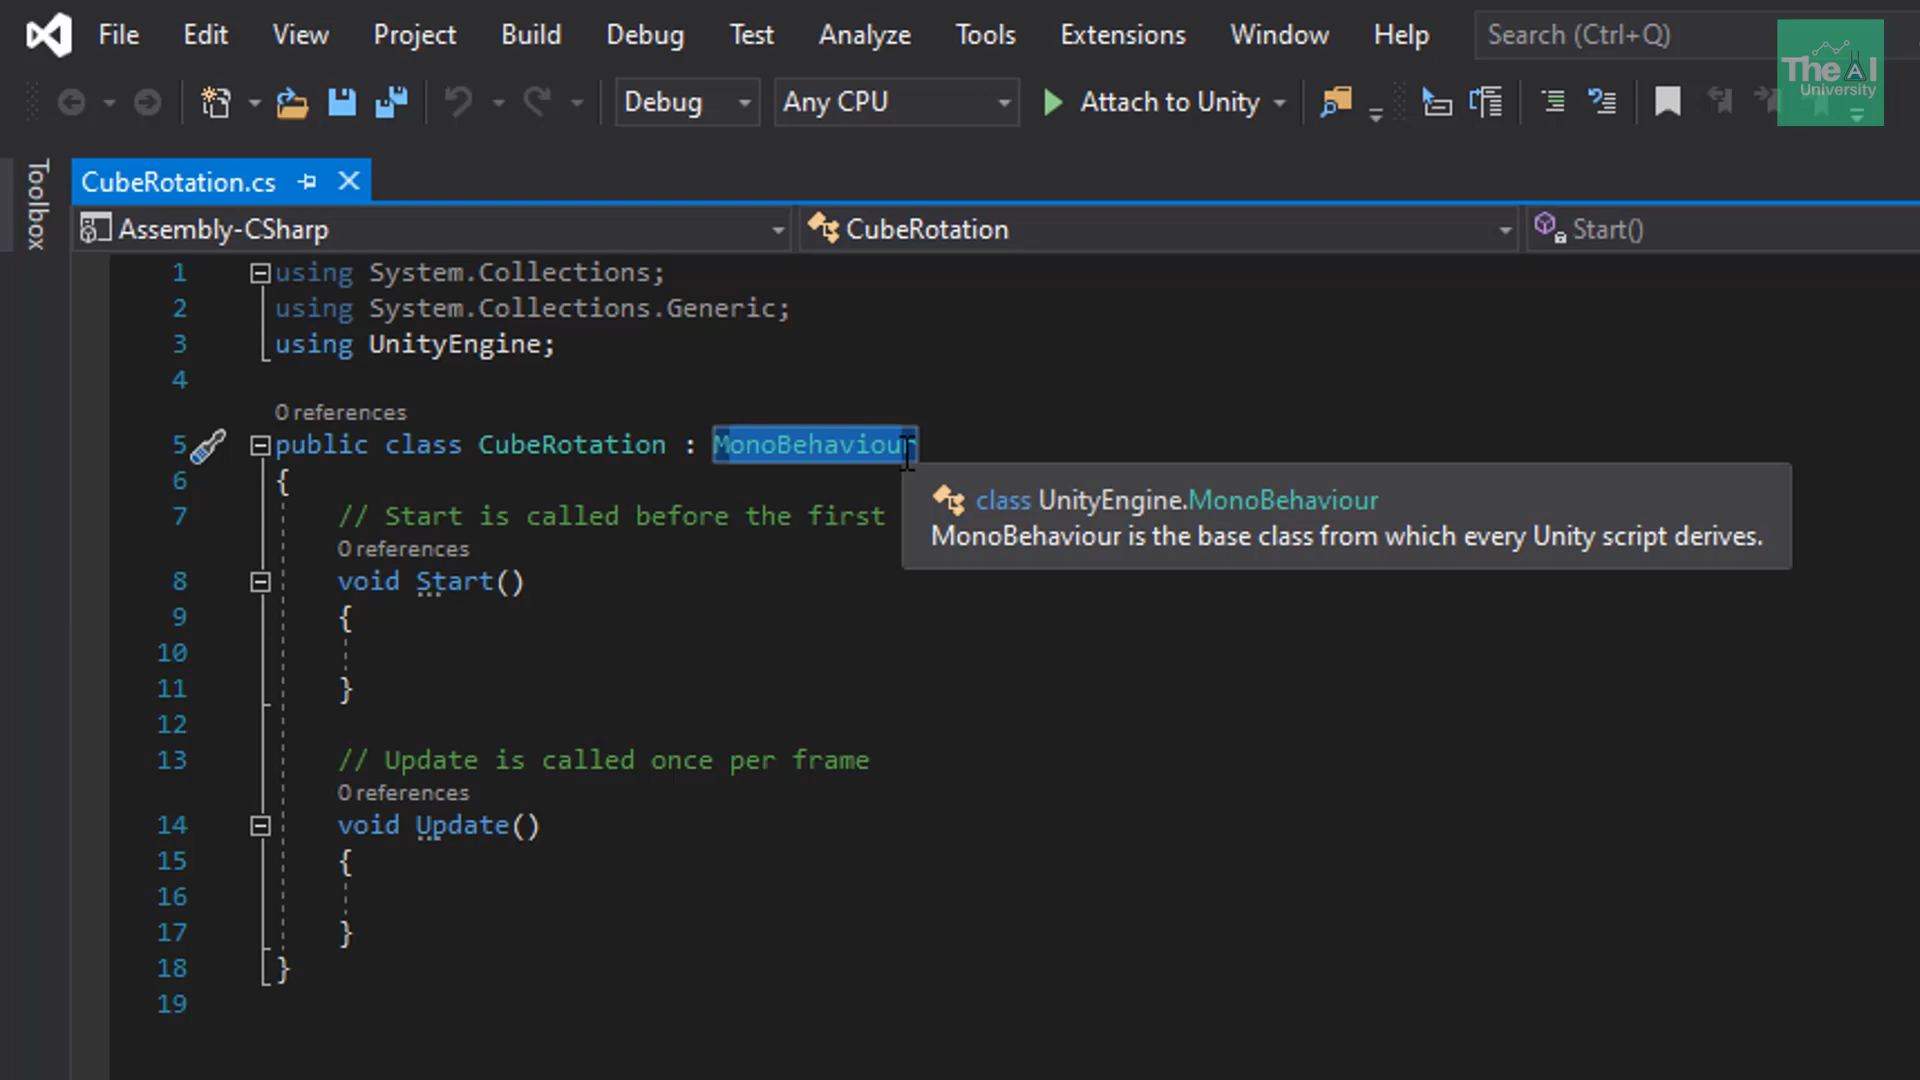 File Edit View Project Build Debug Test Analyze Tools Extensions Window Help Search (Ctrl+Q)
The AI
University
Debug Any CPU Attach to Unity
Toolbox
CubeRotation.cs
Assembly-CSharp CubeRotation Start()
1 using System.Collections;
2 using System.Collections.Generic;
3 using UnityEngine;
4
0 references
5 public class CubeRotation : MonoBehaviour
6 {
class UnityEngine.MonoBehaviour
MonoBehaviour is the base class from which every Unity script derives.
7 // Start is called before the first
0 references
8 void Start()
9 {
10
11 }
12
13 // Update is called once per frame
0 references
14 void Update()
15 {
16
17 }
18 }
19